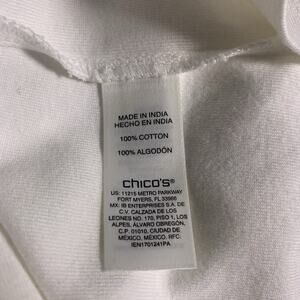 MADE IN INDIA
HECHO EN INDIA
100% COTTON
100% ALGODÓN
chico's®
US: 11215 METRO PARKWAY
FORT MYERS, FL 33966
MX: IB ENTERPRISES S.A. DE
C.V. CALZADA DE LOS
LEONES NO. 170, PISO 1, LOS
ALPES, ALVARO OBREGÓN,
C.P. 01010, CIUDAD DE
MÉXICO, MÉXICO. RFC.
IEN1701241PA